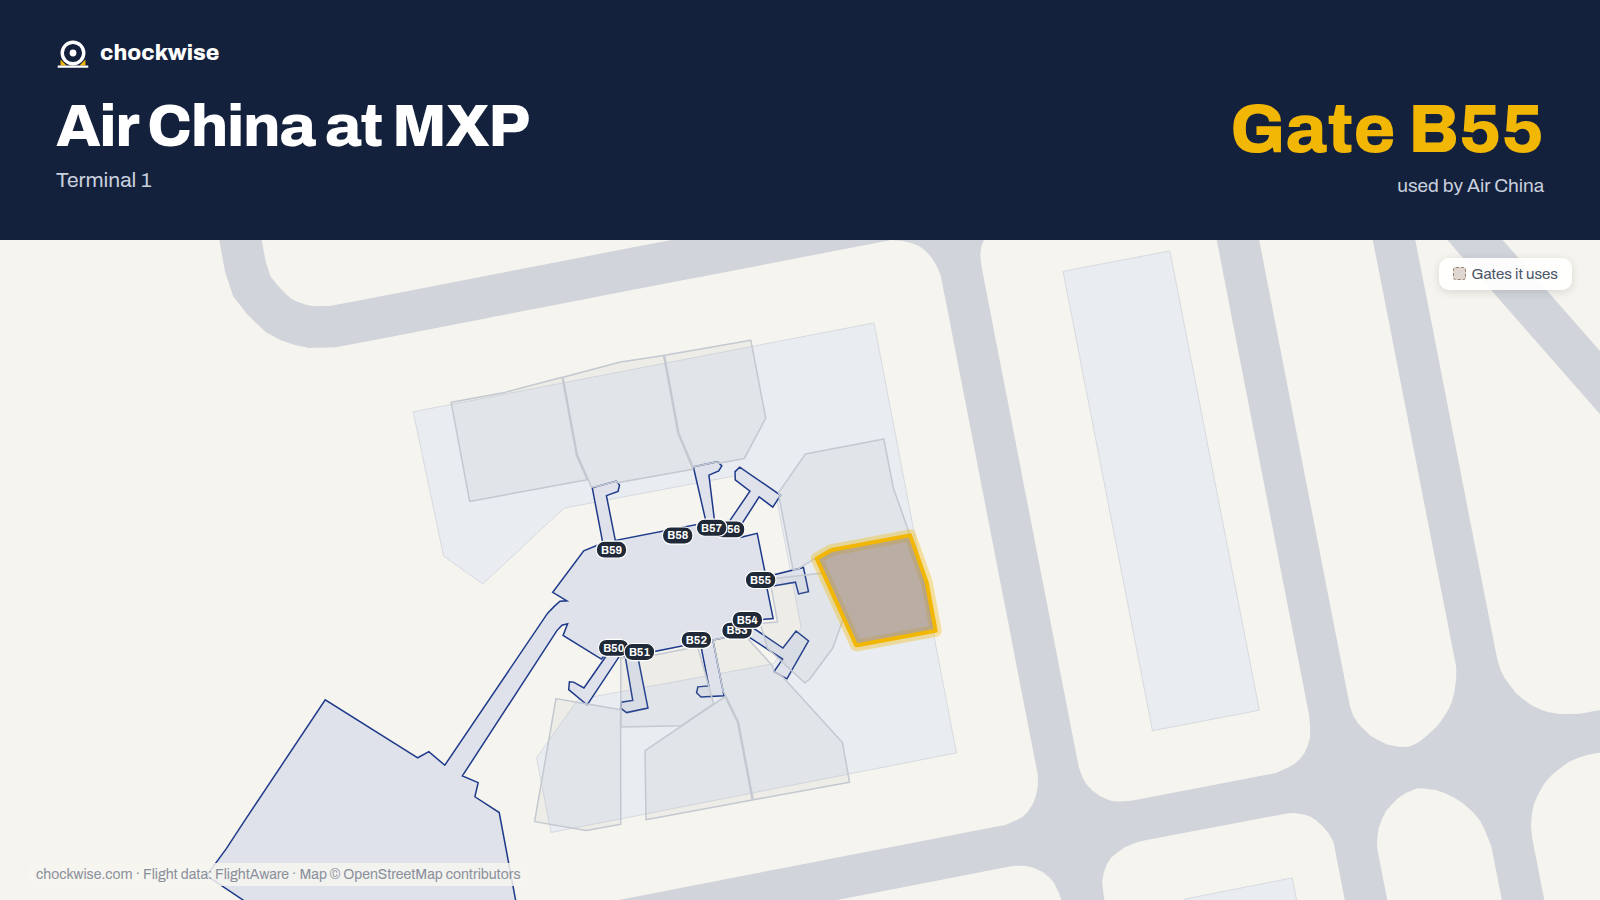 chockwise
Air China at MXP
Terminal 1
Gate B55
used by Air China
Gates it uses
B57
56
B58
B59
B55
B54
B53
B52
B50
B51
chockwise.com · Flight data: FlightAware · Map © OpenStreetMap contributors